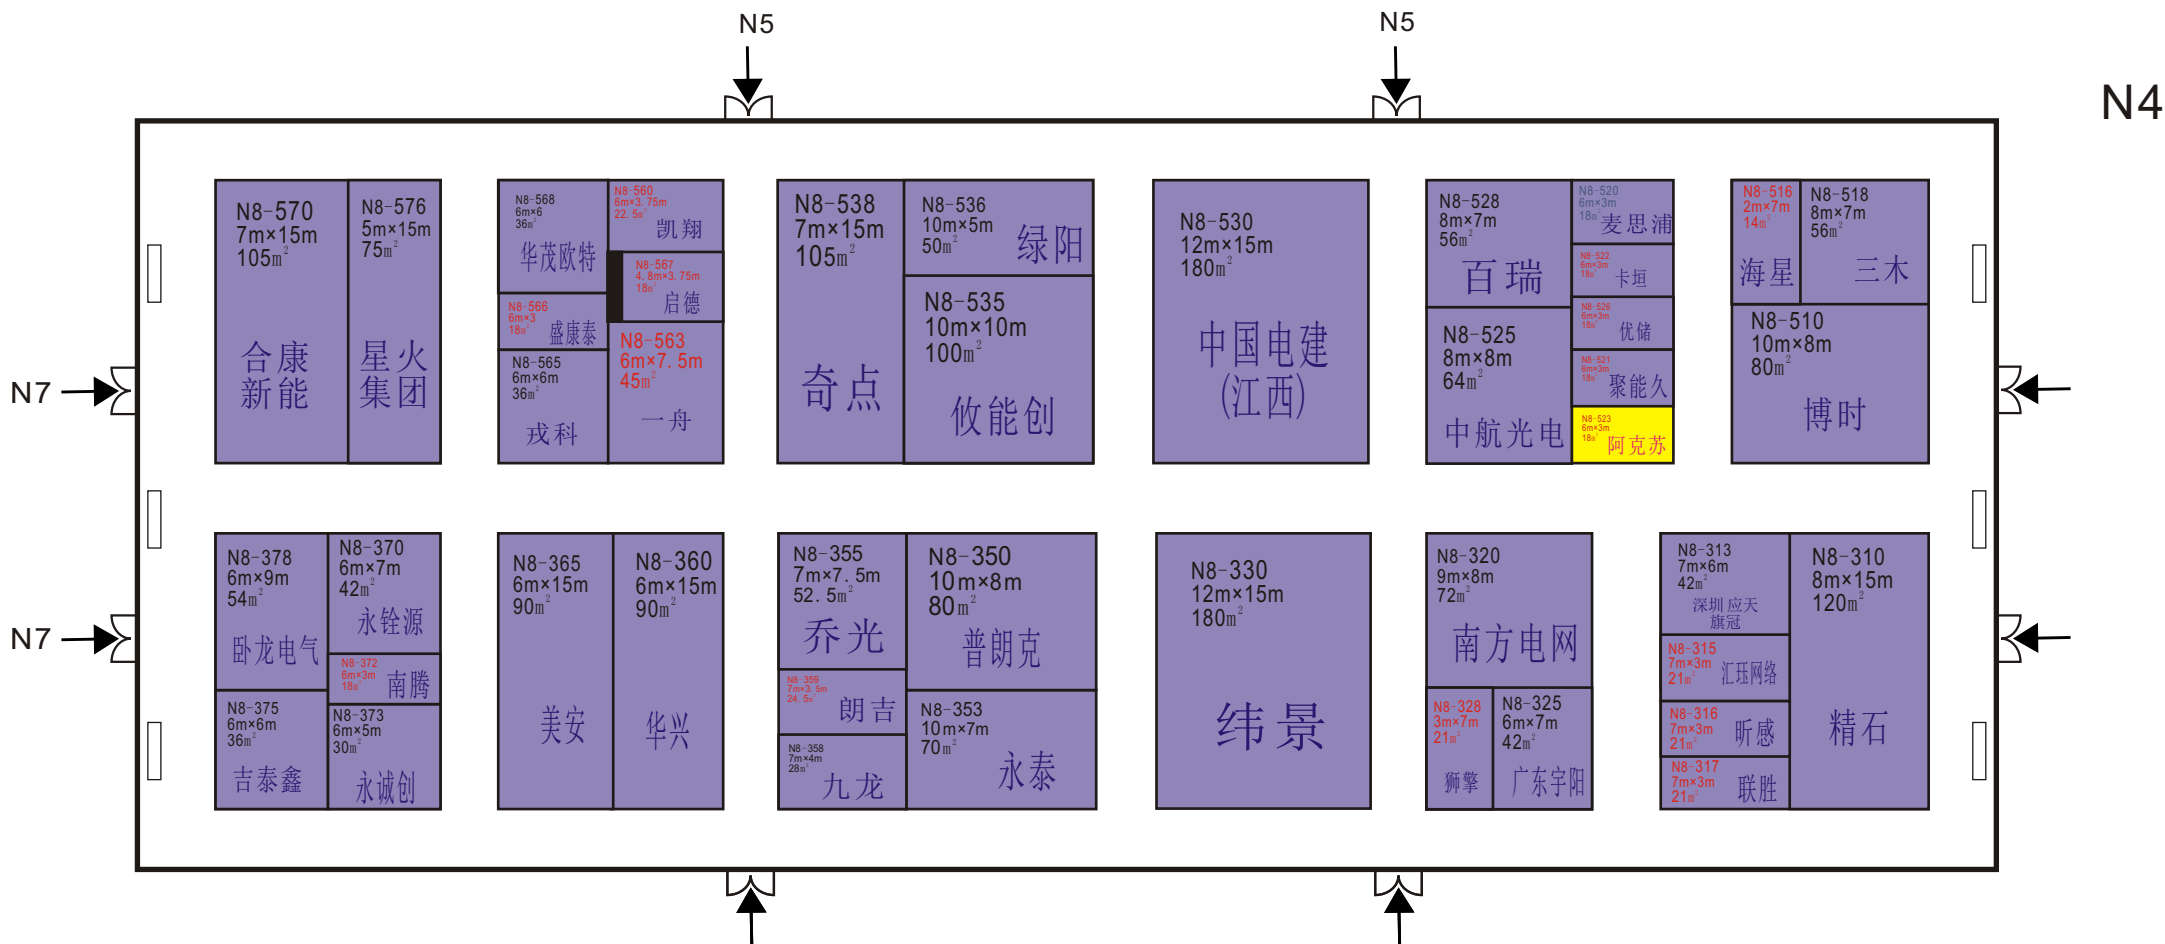 N5
N5
N4
N7
N7
N8-570
7m×15m
105㎡
合康
新能
N8-576
5m×15m
75㎡
星火
集团
N8-568
6m×6
36㎡
华茂欧特
N8-560
6m×3.75m
22.5㎡
凯翔
N8-567
4.8m×3.75m
18㎡
启德
N8-566
6m×3
18㎡
盛康泰
N8-565
6m×6m
36㎡
戎科
N8-563
6m×7.5m
45㎡
一舟
N8-538
7m×15m
105㎡
奇点
N8-536
10m×5m
50㎡
绿阳
N8-535
10m×10m
100㎡
攸能创
N8-530
12m×15m
180㎡
中国电建
(江西)
N8-528
8m×7m
56㎡
百瑞
N8-525
8m×8m
64㎡
中航光电
N8-520
6m×3m
18㎡
麦思浦
N8-522
6m×3m
18㎡
卡垣
N8-526
6m×3m
18㎡
优储
N8-521
6m×3m
18㎡
聚能久
N8-523
6m×3m
18㎡
阿克苏
N8-516
2m×7m
14㎡
海星
N8-518
8m×7m
56㎡
三木
N8-510
10m×8m
80㎡
博时
N8-378
6m×9m
54㎡
卧龙电气
N8-370
6m×7m
42㎡
永铨源
N8-372
6m×3m
18㎡
南腾
N8-375
6m×6m
36㎡
吉泰鑫
N8-373
6m×5m
30㎡
永诚创
N8-365
6m×15m
90㎡
美安
N8-360
6m×15m
90㎡
华兴
N8-355
7m×7.5m
52.5㎡
乔光
N8-359
7m×3.5m
24.5㎡
朗吉
N8-358
7m×4m
28㎡
九龙
N8-350
10m×8m
80㎡
普朗克
N8-353
10m×7m
70㎡
永泰
N8-330
12m×15m
180㎡
纬景
N8-320
9m×8m
72㎡
南方电网
N8-328
3m×7m
21㎡
狮擎
N8-325
6m×7m
42㎡
广东宇阳
N8-313
7m×6m
42㎡
深圳 应天
旗冠
N8-315
7m×3m
21㎡
汇珏网络
N8-316
7m×3m
21㎡
昕感
N8-317
7m×3m
21㎡
联胜
N8-310
8m×15m
120㎡
精石